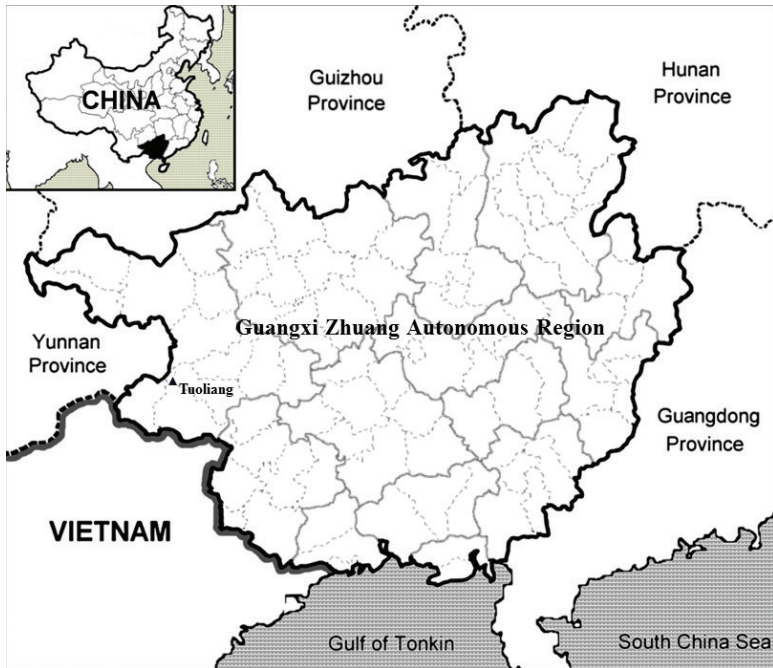 CHINA
Guizhou
Province
Hunan
Province
Guangxi Zhuang Autonomous Region
Yunnan
Province
Tuoliang
Guangdong
Province
VIETNAM
Gulf of Tonkin
South China Sea